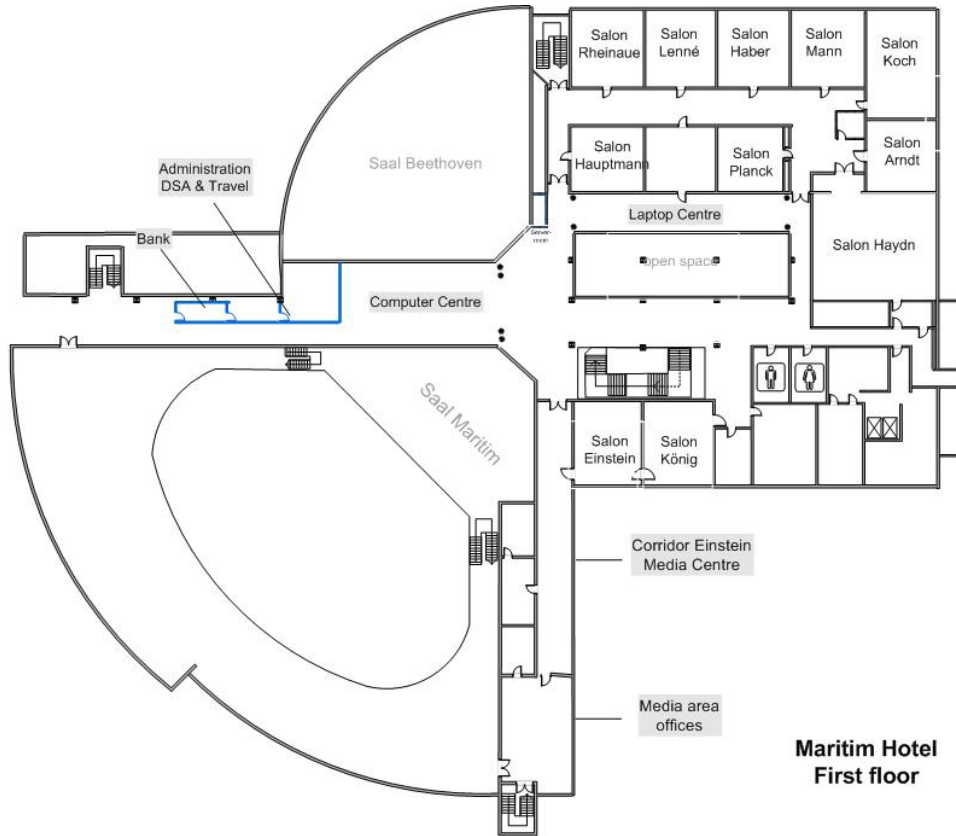 Salon
Rheinaue
Salon
Lenné
Salon
Haber
Salon
Mann
Salon
Koch
Saal Beethoven
Salon
Hauptmann
Salon
Planck
Salon
Arndt
Administration
DSA & Travel
Laptop Centre
Bank
Server-
room
Salon Haydn
open space
Computer Centre
Saal Maritim
Salon
Einstein
Salon
König
Corridor Einstein
Media Centre
Media area
offices
Maritim Hotel
First floor